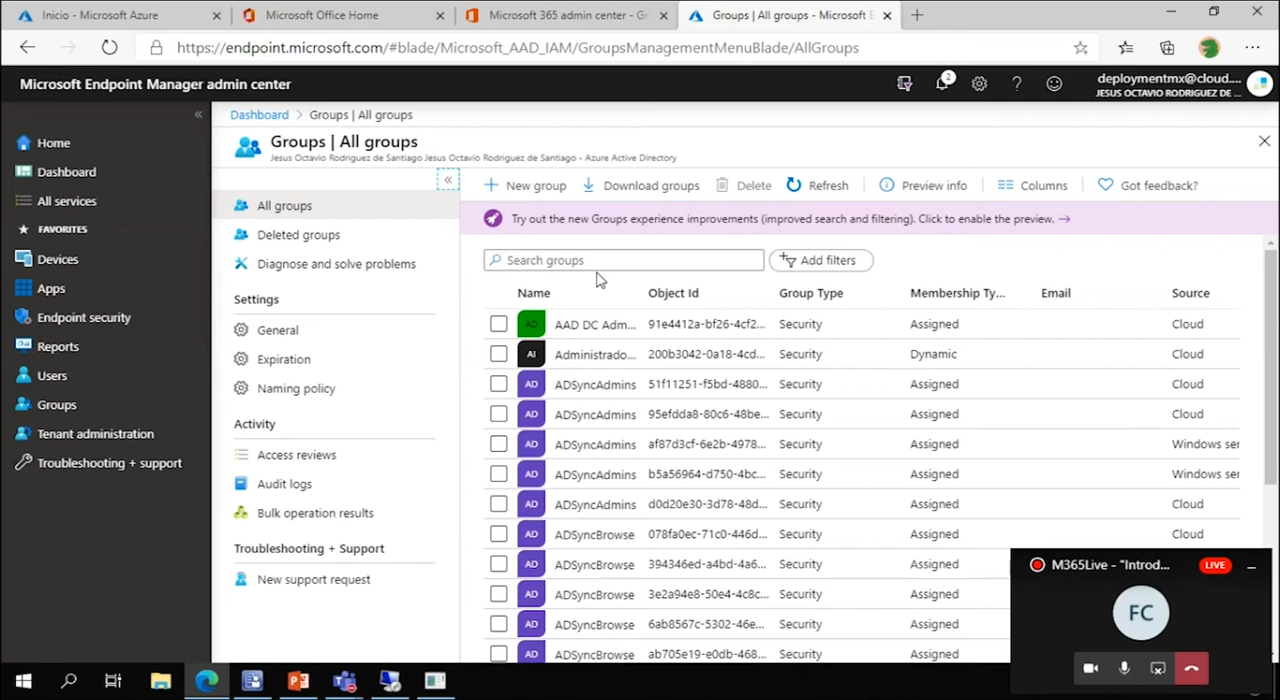 Inicio - Microsoft Azure
Microsoft Office Home
Microsoft 365 admin center - Gr
Groups | All groups - Microsoft E
https://endpoint.microsoft.com/#blade/Microsoft_AAD_IAM/GroupsManagementMenuBlade/AllGroups
Microsoft Endpoint Manager admin center
2
deploymentmx@cloud....
JESUS OCTAVIO RODRIGUEZ DE ...
Home
Dashboard
All services
FAVORITES
Devices
Apps
Endpoint security
Reports
Users
Groups
Tenant administration
Troubleshooting + support
Dashboard > Groups | All groups
Groups | All groups
Jesus Octavio Rodriguez de Santiago Jesus Octavio Rodriguez de Santiago - Azure Active Directory
All groups
Deleted groups
Diagnose and solve problems
Settings
General
Expiration
Naming policy
Activity
Access reviews
Audit logs
Bulk operation results
Troubleshooting + Support
New support request
New group Download groups Delete Refresh Preview info Columns Got feedback?
Try out the new Groups experience improvements (improved search and filtering). Click to enable the preview. →
Search groups
Add filters
Name Object Id Group Type Membership Ty... Email Source
AD AAD DC Adm... 91e4412a-bf26-4cf2... Security Assigned Cloud
AI Administrado... 200b3042-0a18-4cd... Security Dynamic Cloud
AD ADSyncAdmins 51f11251-f5bd-4880... Security Assigned Cloud
AD ADSyncAdmins 95efdda8-80c6-48be... Security Assigned Cloud
AD ADSyncAdmins af87d3cf-6e2b-4978... Security Assigned Windows ser
AD ADSyncAdmins b5a56964-d750-4bc... Security Assigned Windows ser
AD ADSyncAdmins d0d20e30-3d78-48d... Security Assigned Cloud
AD ADSyncBrowse 078fa0ec-71c0-446d... Security Assigned Cloud
AD ADSyncBrowse 394346ed-a4bd-4a6... Security Assigned
AD ADSyncBrowse 3e2a94e8-50e4-4c8c... Security Assigned
AD ADSyncBrowse 6ab8567c-5302-46e... Security Assigned
AD ADSyncBrowse ab705e19-e0db-468... Security Assigned
M365Live - "Introd...
LIVE
FC